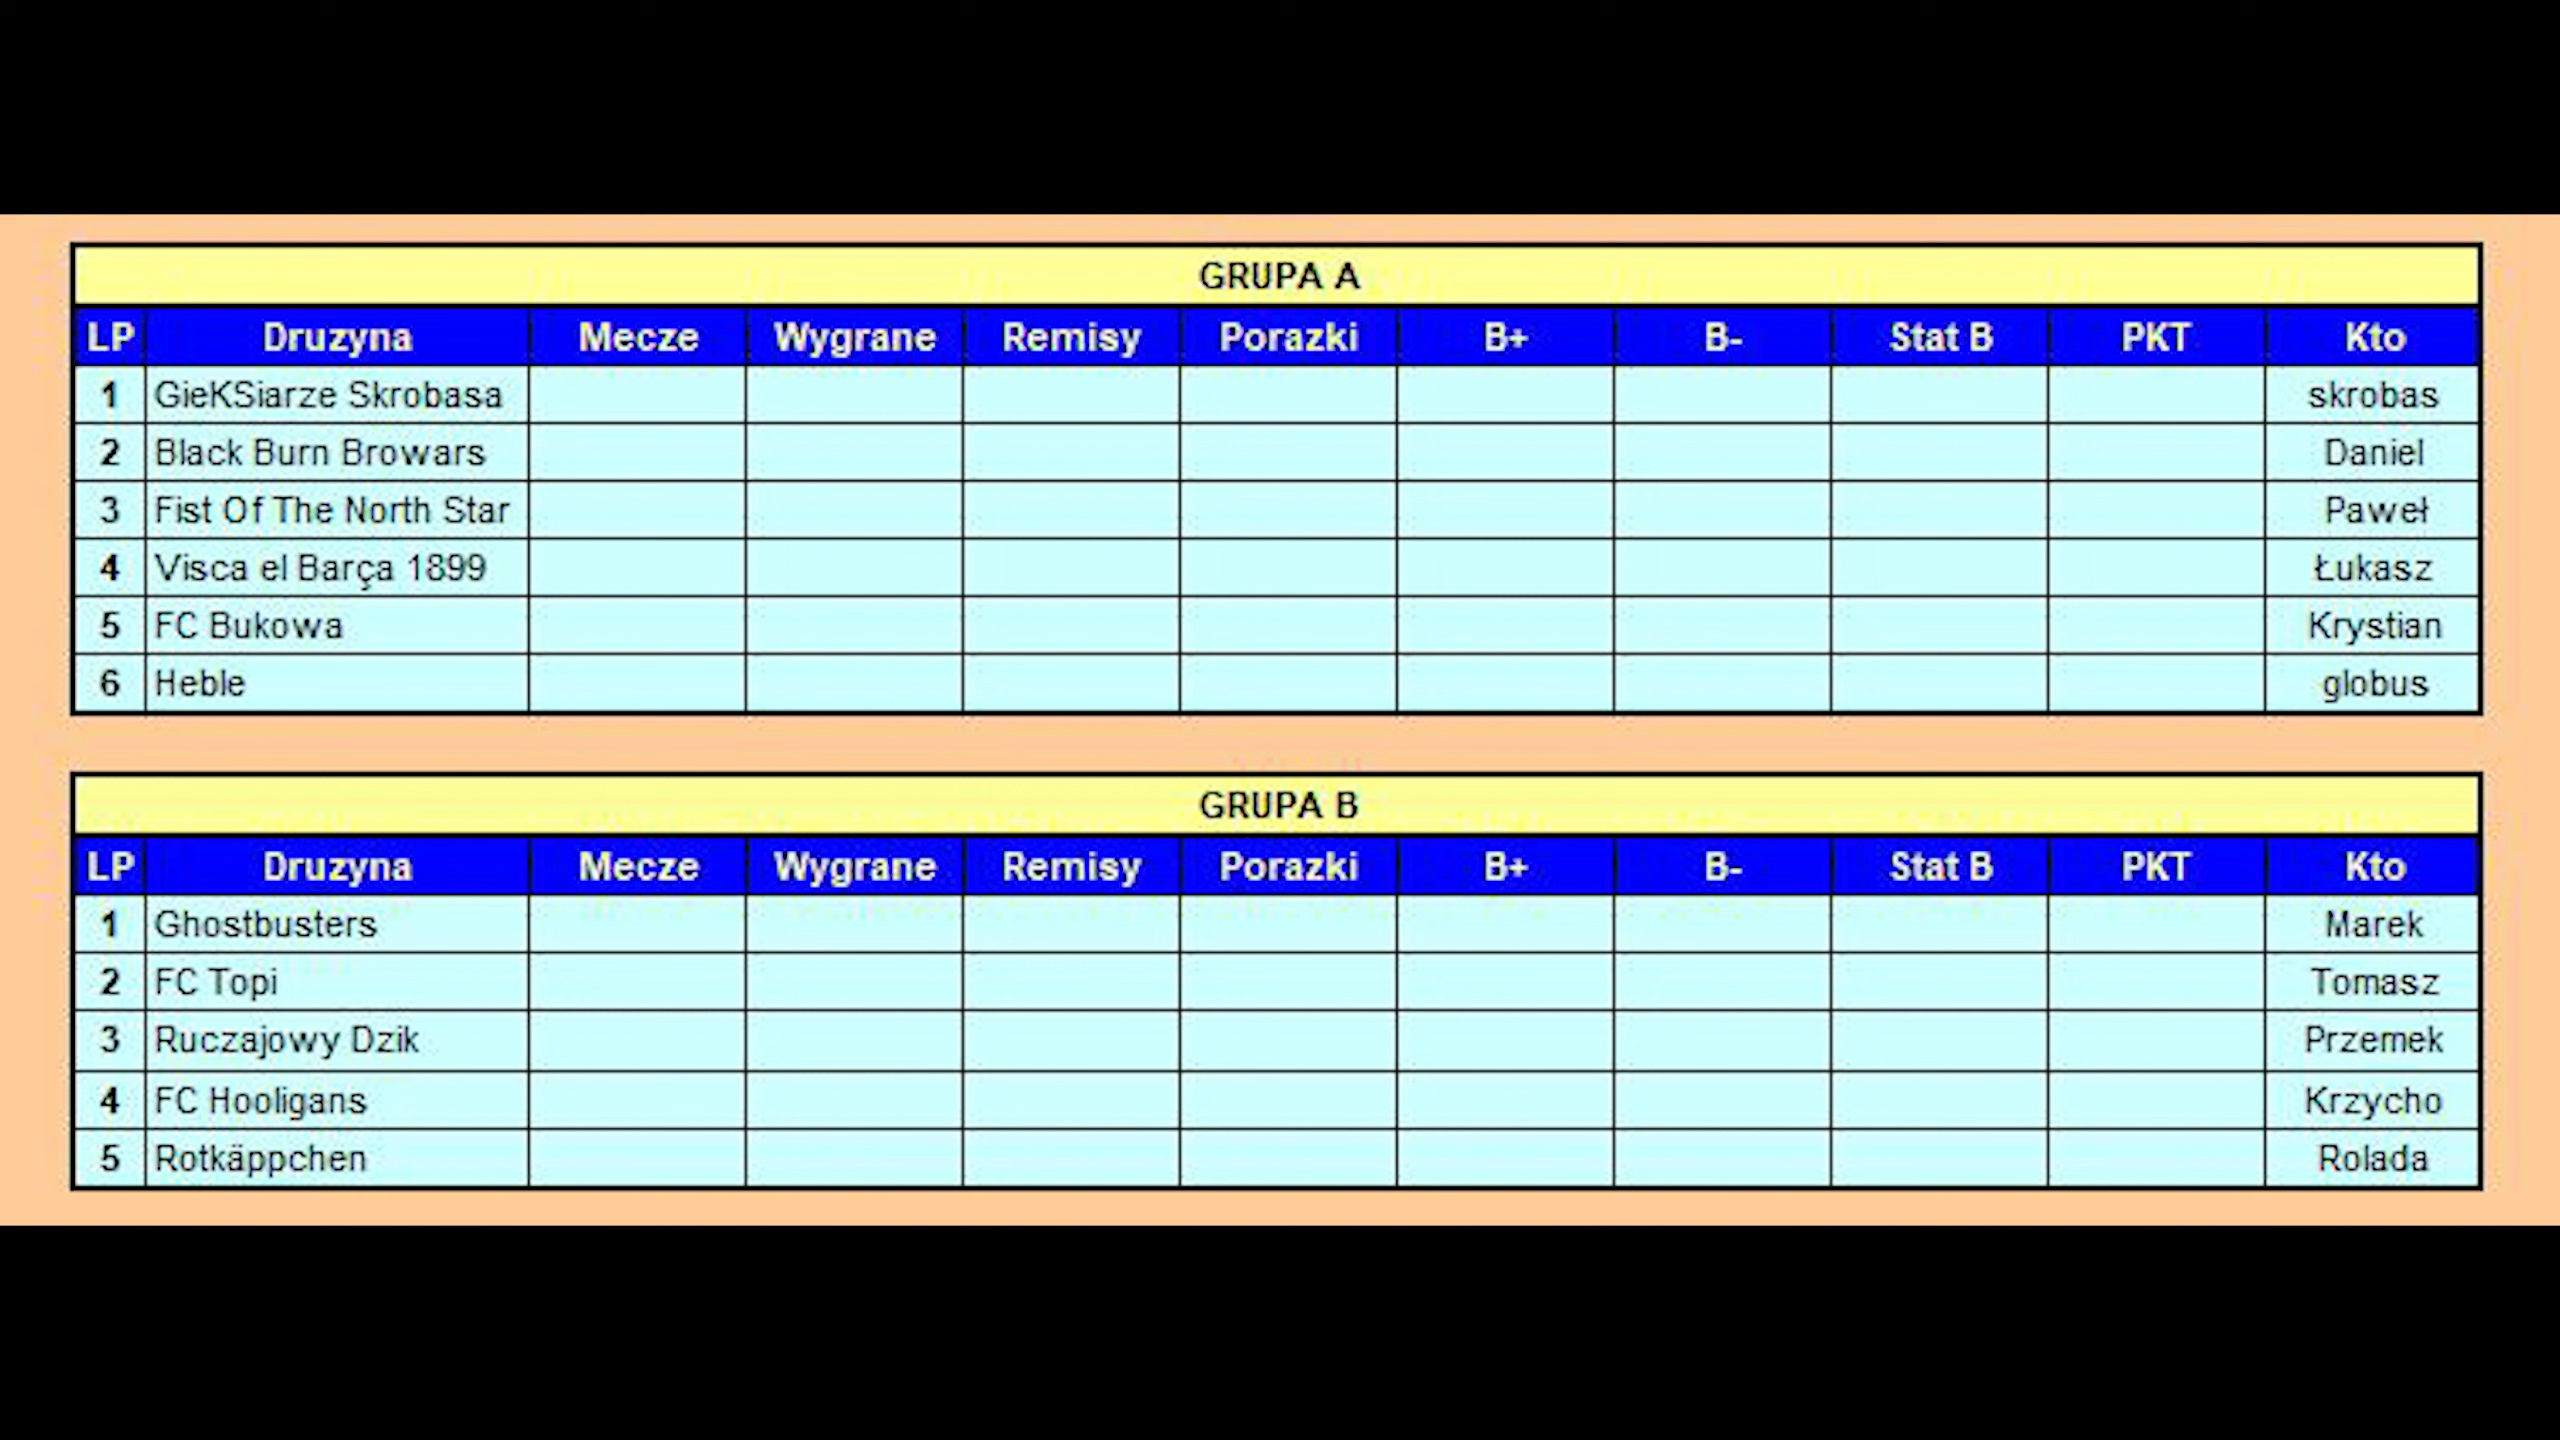 GRUPA A
LP Druzyna Mecze Wygrane Remisy Porazki B+ B- Stat B PKT Kto
1 GieKSiarze Skrobasa skrobas
2 Black Burn Browars Daniel
3 Fist Of The North Star Paweł
4 Visca el Barça 1899 Łukasz
5 FC Bukowa Krystian
6 Heble globus
GRUPA B
LP Druzyna Mecze Wygrane Remisy Porazki B+ B- Stat B PKT Kto
1 Ghostbusters Marek
2 FC Topi Tomasz
3 Ruczajowy Dzik Przemek
4 FC Hooligans Krzycho
5 Rotkäppchen Rolada